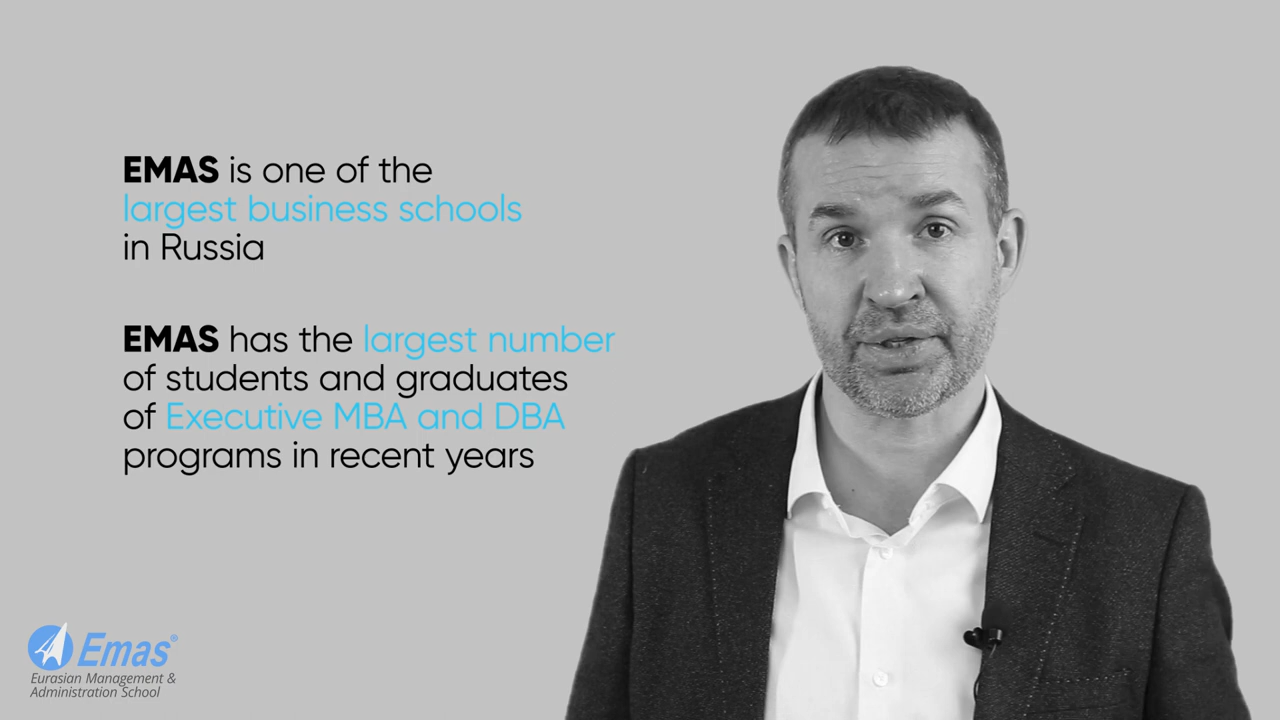 EMAS is one of the
largest business schools
in Russia
EMAS has the largest number
of students and graduates
of Executive MBA and DBA
programs in recent years
Emas®
Eurasian Management &
Administration School